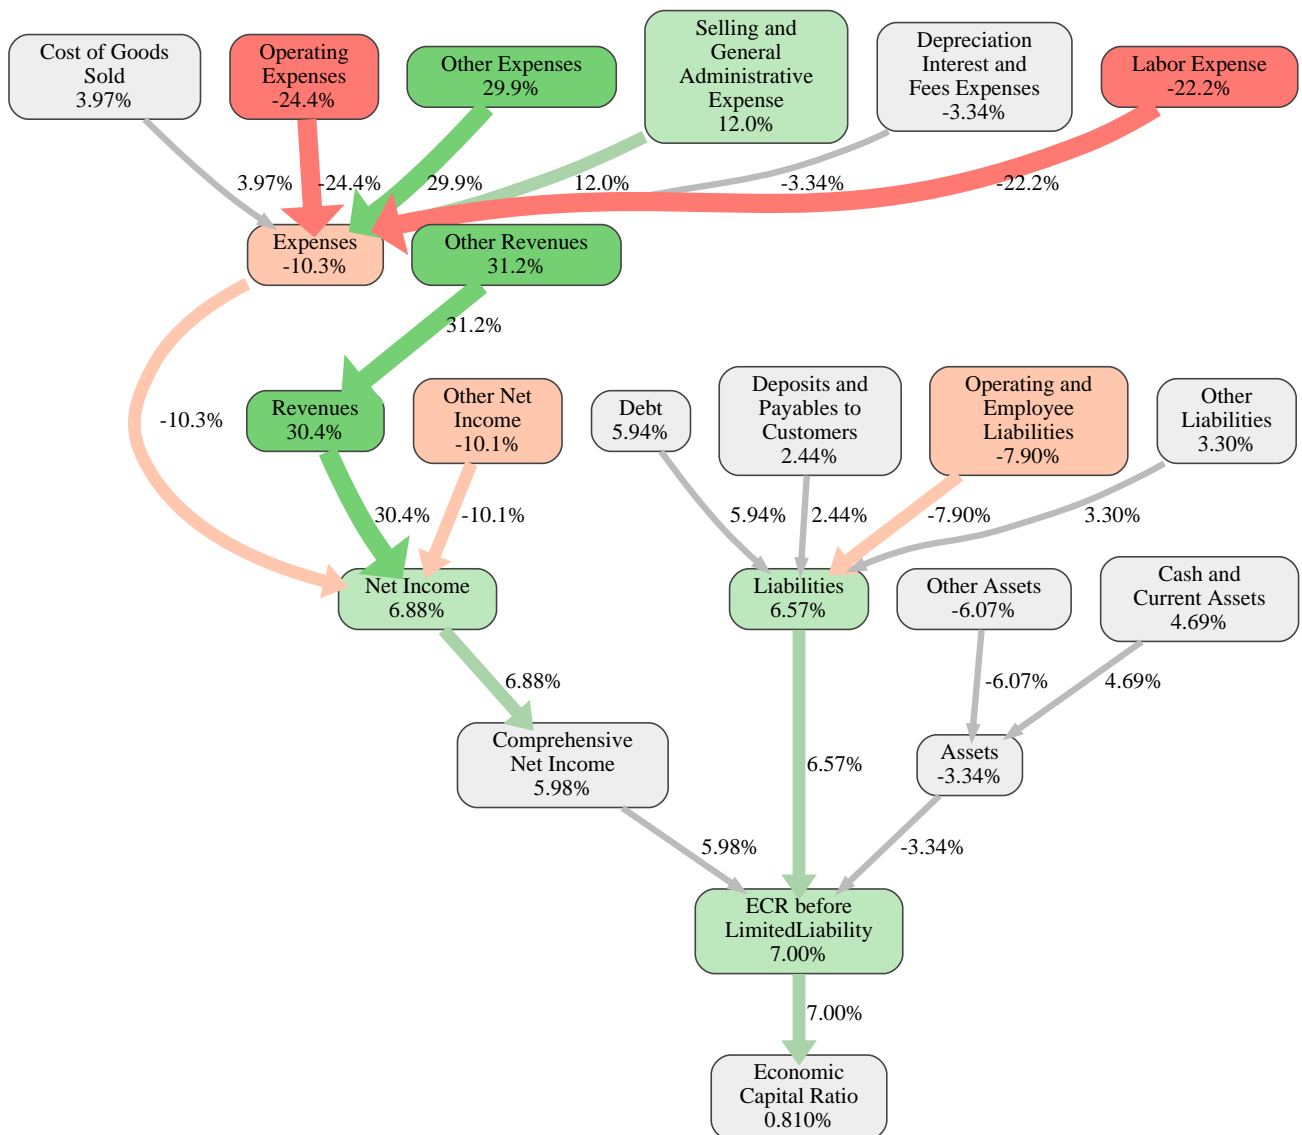 Cost of Goods
Sold
3.97%
Operating
Expenses
-24.4%
Other Expenses
29.9%
Selling and
General
Administrative
Expense
12.0%
Depreciation
Interest and
Fees Expenses
-3.34%
Labor Expense
-22.2%
3.97%
-24.4%
29.9%
12.0%
-3.34%
-22.2%
Expenses
-10.3%
Other Revenues
31.2%
31.2%
-10.3%
Revenues
30.4%
Other Net
Income
-10.1%
Debt
5.94%
Deposits and
Payables to
Customers
2.44%
Operating and
Employee
Liabilities
-7.90%
Other
Liabilities
3.30%
30.4%
-10.1%
5.94%
2.44%
-7.90%
3.30%
Net Income
6.88%
Liabilities
6.57%
Other Assets
-6.07%
Cash and
Current Assets
4.69%
6.88%
-6.07%
4.69%
Comprehensive
Net Income
5.98%
6.57%
Assets
-3.34%
5.98%
-3.34%
ECR before
LimitedLiability
7.00%
7.00%
Economic
Capital Ratio
0.810%